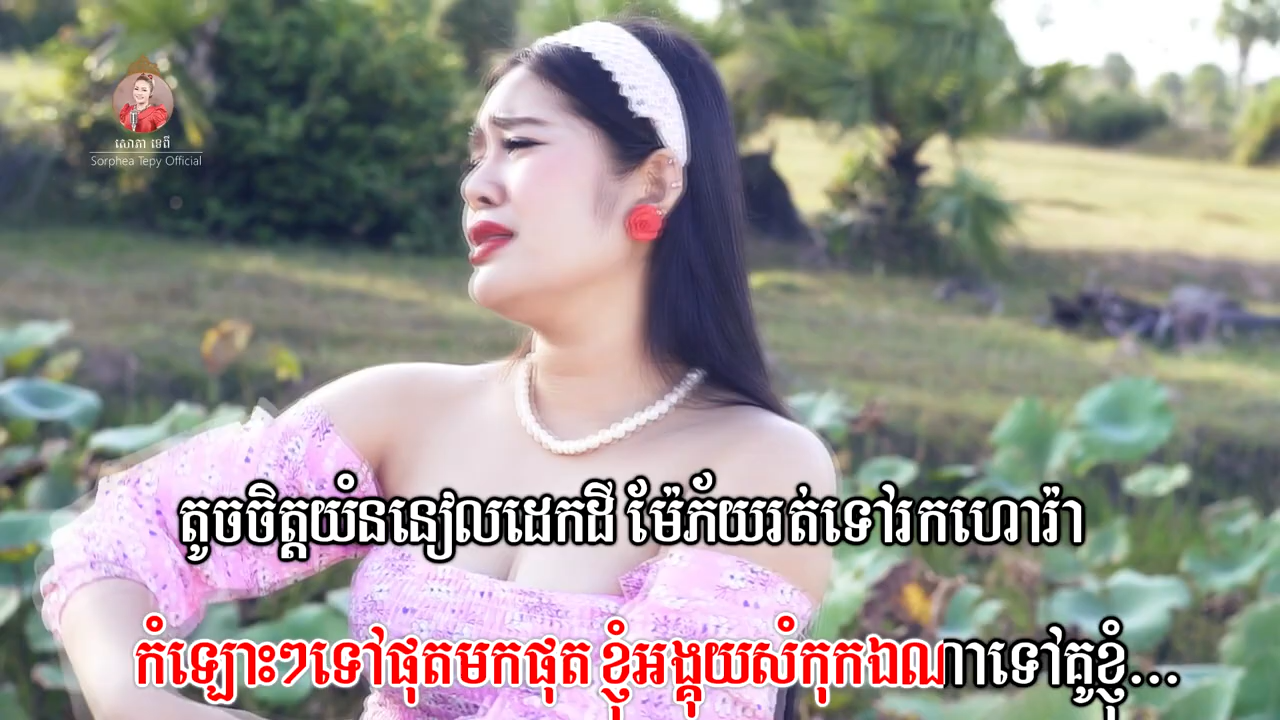 សោភា ទេពី
Sorphea Tepy Official
តូចចិត្តយំននៀលដេកដី ម៉ែភ័យរត់ទៅរកហោរ៉ា
កំឡោះៗទៅផុតមកផុត ខ្ញុំអង្គុយសំកុកឯណាទៅគូខ្ញុំ...